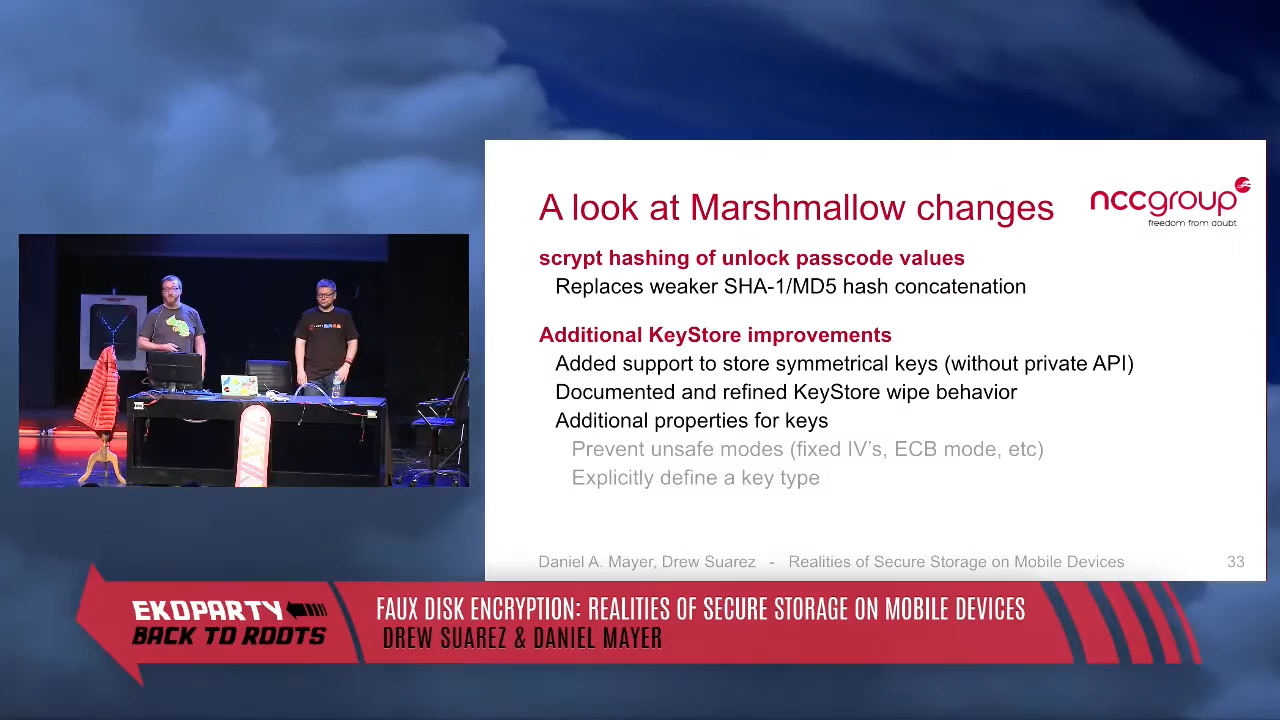 A look at Marshmallow changes
nccgroup
freedom from doubt
scrypt hashing of unlock passcode values
Replaces weaker SHA-1/MD5 hash concatenation
Additional KeyStore improvements
Added support to store symmetrical keys (without private API)
Documented and refined KeyStore wipe behavior
Additional properties for keys
Prevent unsafe modes (fixed IV's, ECB mode, etc)
Explicitly define a key type
Daniel A. Mayer, Drew Suarez - Realities of Secure Storage on Mobile Devices 33
EKOPARTY
BACK TO ROOTS
FAUX DISK ENCRYPTION: REALITIES OF SECURE STORAGE ON MOBILE DEVICES
DREW SUAREZ & DANIEL MAYER